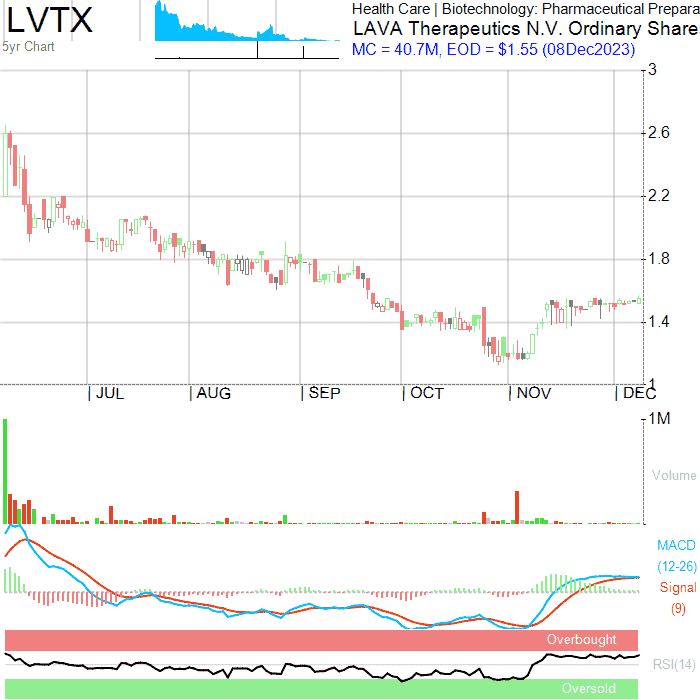 LVTX
5yr Chart
Health Care | Biotechnology: Pharmaceutical Prepara
LAVA Therapeutics N.V. Ordinary Share
MC = 40.7M, EOD = $1.55 (08Dec2023)
3
2.6
2.2
1.8
1.4
1
| JUL | AUG | SEP | OCT | NOV | DEC
1M
Volume
MACD
(12-26)
Signal
(9)
Overbought
RSI(14)
Oversold